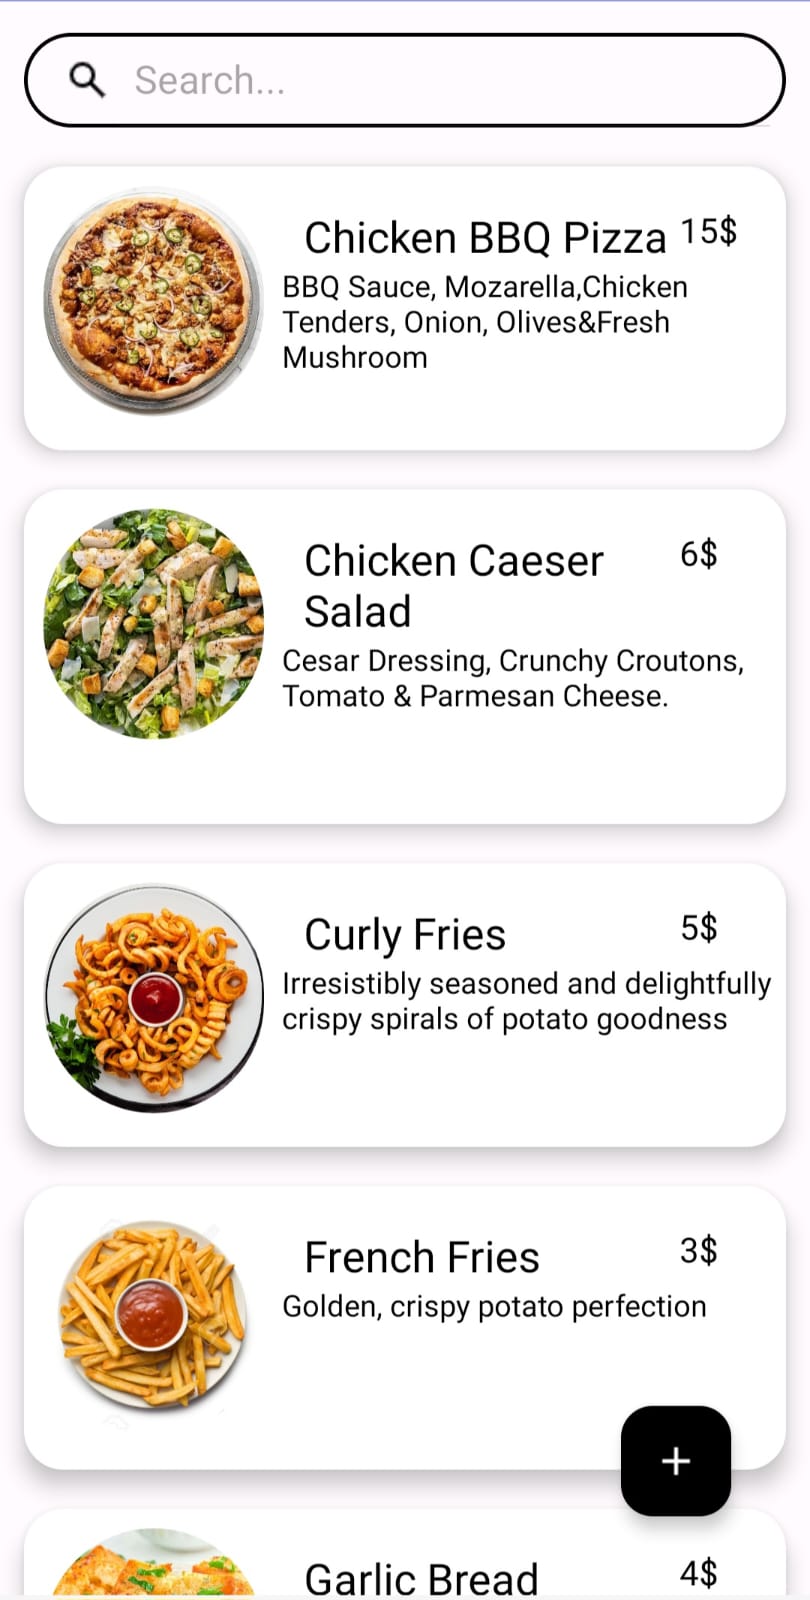 Search...
Chicken BBQ Pizza 15$
BBQ Sauce, Mozarella,Chicken
Tenders, Onion, Olives&Fresh
Mushroom
Chicken Caeser 6$
Salad
Cesar Dressing, Crunchy Croutons,
Tomato & Parmesan Cheese.
Curly Fries 5$
Irresistibly seasoned and delightfully
crispy spirals of potato goodness
French Fries 3$
Golden, crispy potato perfection
+
Garlic Bread 4$